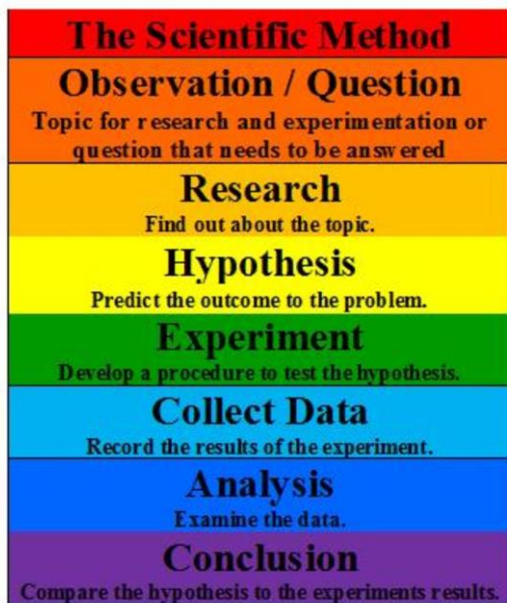 The Scientific Method
Observation / Question
Topic for research and experimentation or
question that needs to be answered
Research
Find out about the topic.
Hypothesis
Predict the outcome to the problem.
Experiment
Develop a procedure to test the hypothesis.
Collect Data
Record the results of the experiment.
Analysis
Examine the data.
Conclusion
Compare the hypothesis to the experiments results.